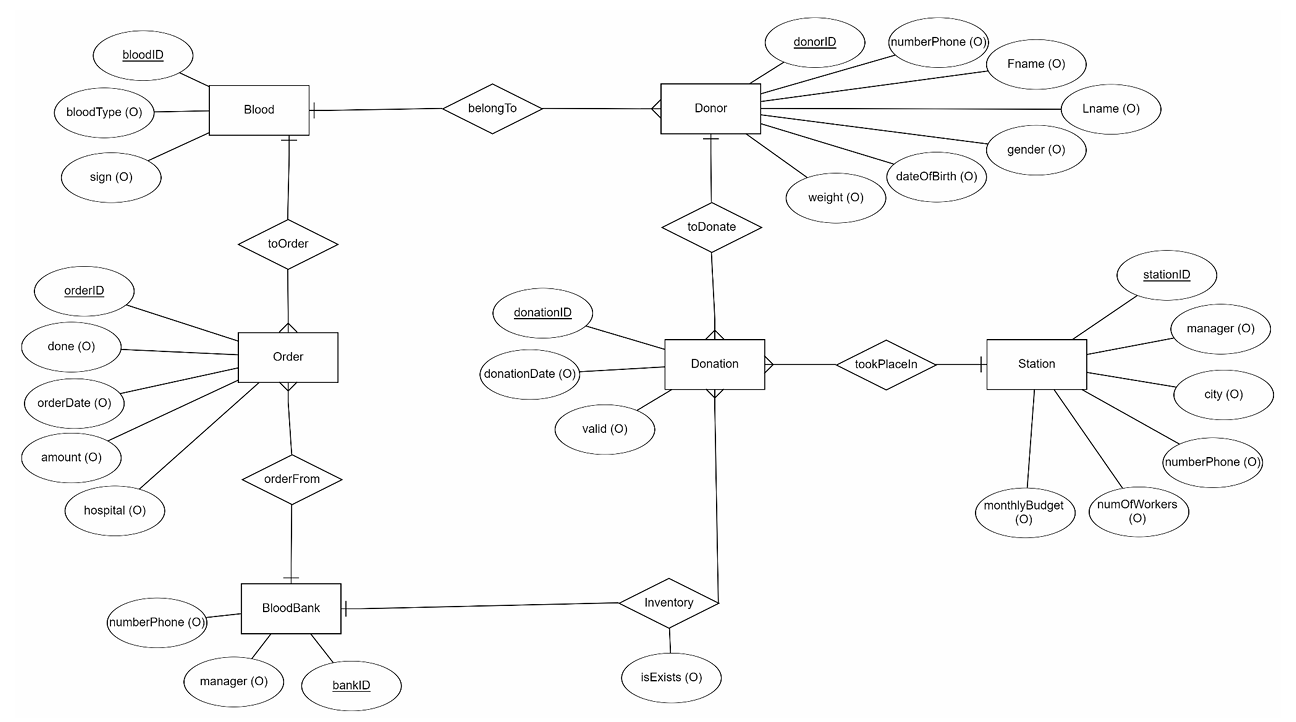 bloodID
bloodType (O)
sign (O)
Blood
belongTo
Donor
donorID
numberPhone (O)
Fname (O)
Lname (O)
gender (O)
dateOfBirth (O)
weight (O)
toOrder
toDonate
orderID
done (O)
orderDate (O)
amount (O)
hospital (O)
Order
donationID
donationDate (O)
valid (O)
Donation
tookPlaceIn
Station
stationID
manager (O)
city (O)
numberPhone (O)
numOfWorkers
(O)
monthlyBudget
(O)
orderFrom
BloodBank
numberPhone (O)
manager (O)
bankID
Inventory
isExists (O)